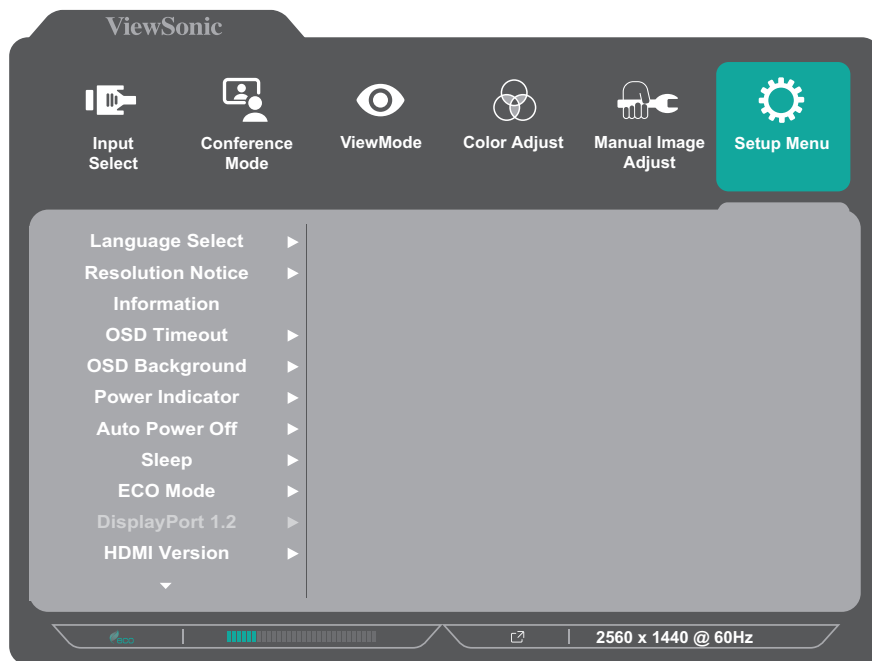 ViewSonic
Input
Select
Conference
Mode
ViewMode
Color Adjust
Manual Image
Adjust
Setup Menu
Language Select
Resolution Notice
Information
OSD Timeout
OSD Background
Power Indicator
Auto Power Off
Sleep
ECO Mode
DisplayPort 1.2
HDMI Version
eco
2560 x 1440 @ 60Hz